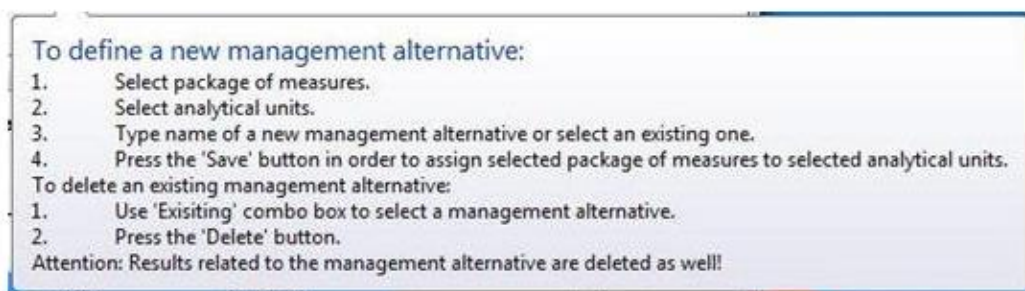 To define a new management alternative:
1. Select package of measures.
2. Select analytical units.
3. Type name of a new management alternative or select an existing one.
4. Press the 'Save' button in order to assign selected package of measures to selected analytical units.
To delete an existing management alternative:
1. Use 'Exisiting' combo box to select a management alternative.
2. Press the 'Delete' button.
Attention: Results related to the management alternative are deleted as well!